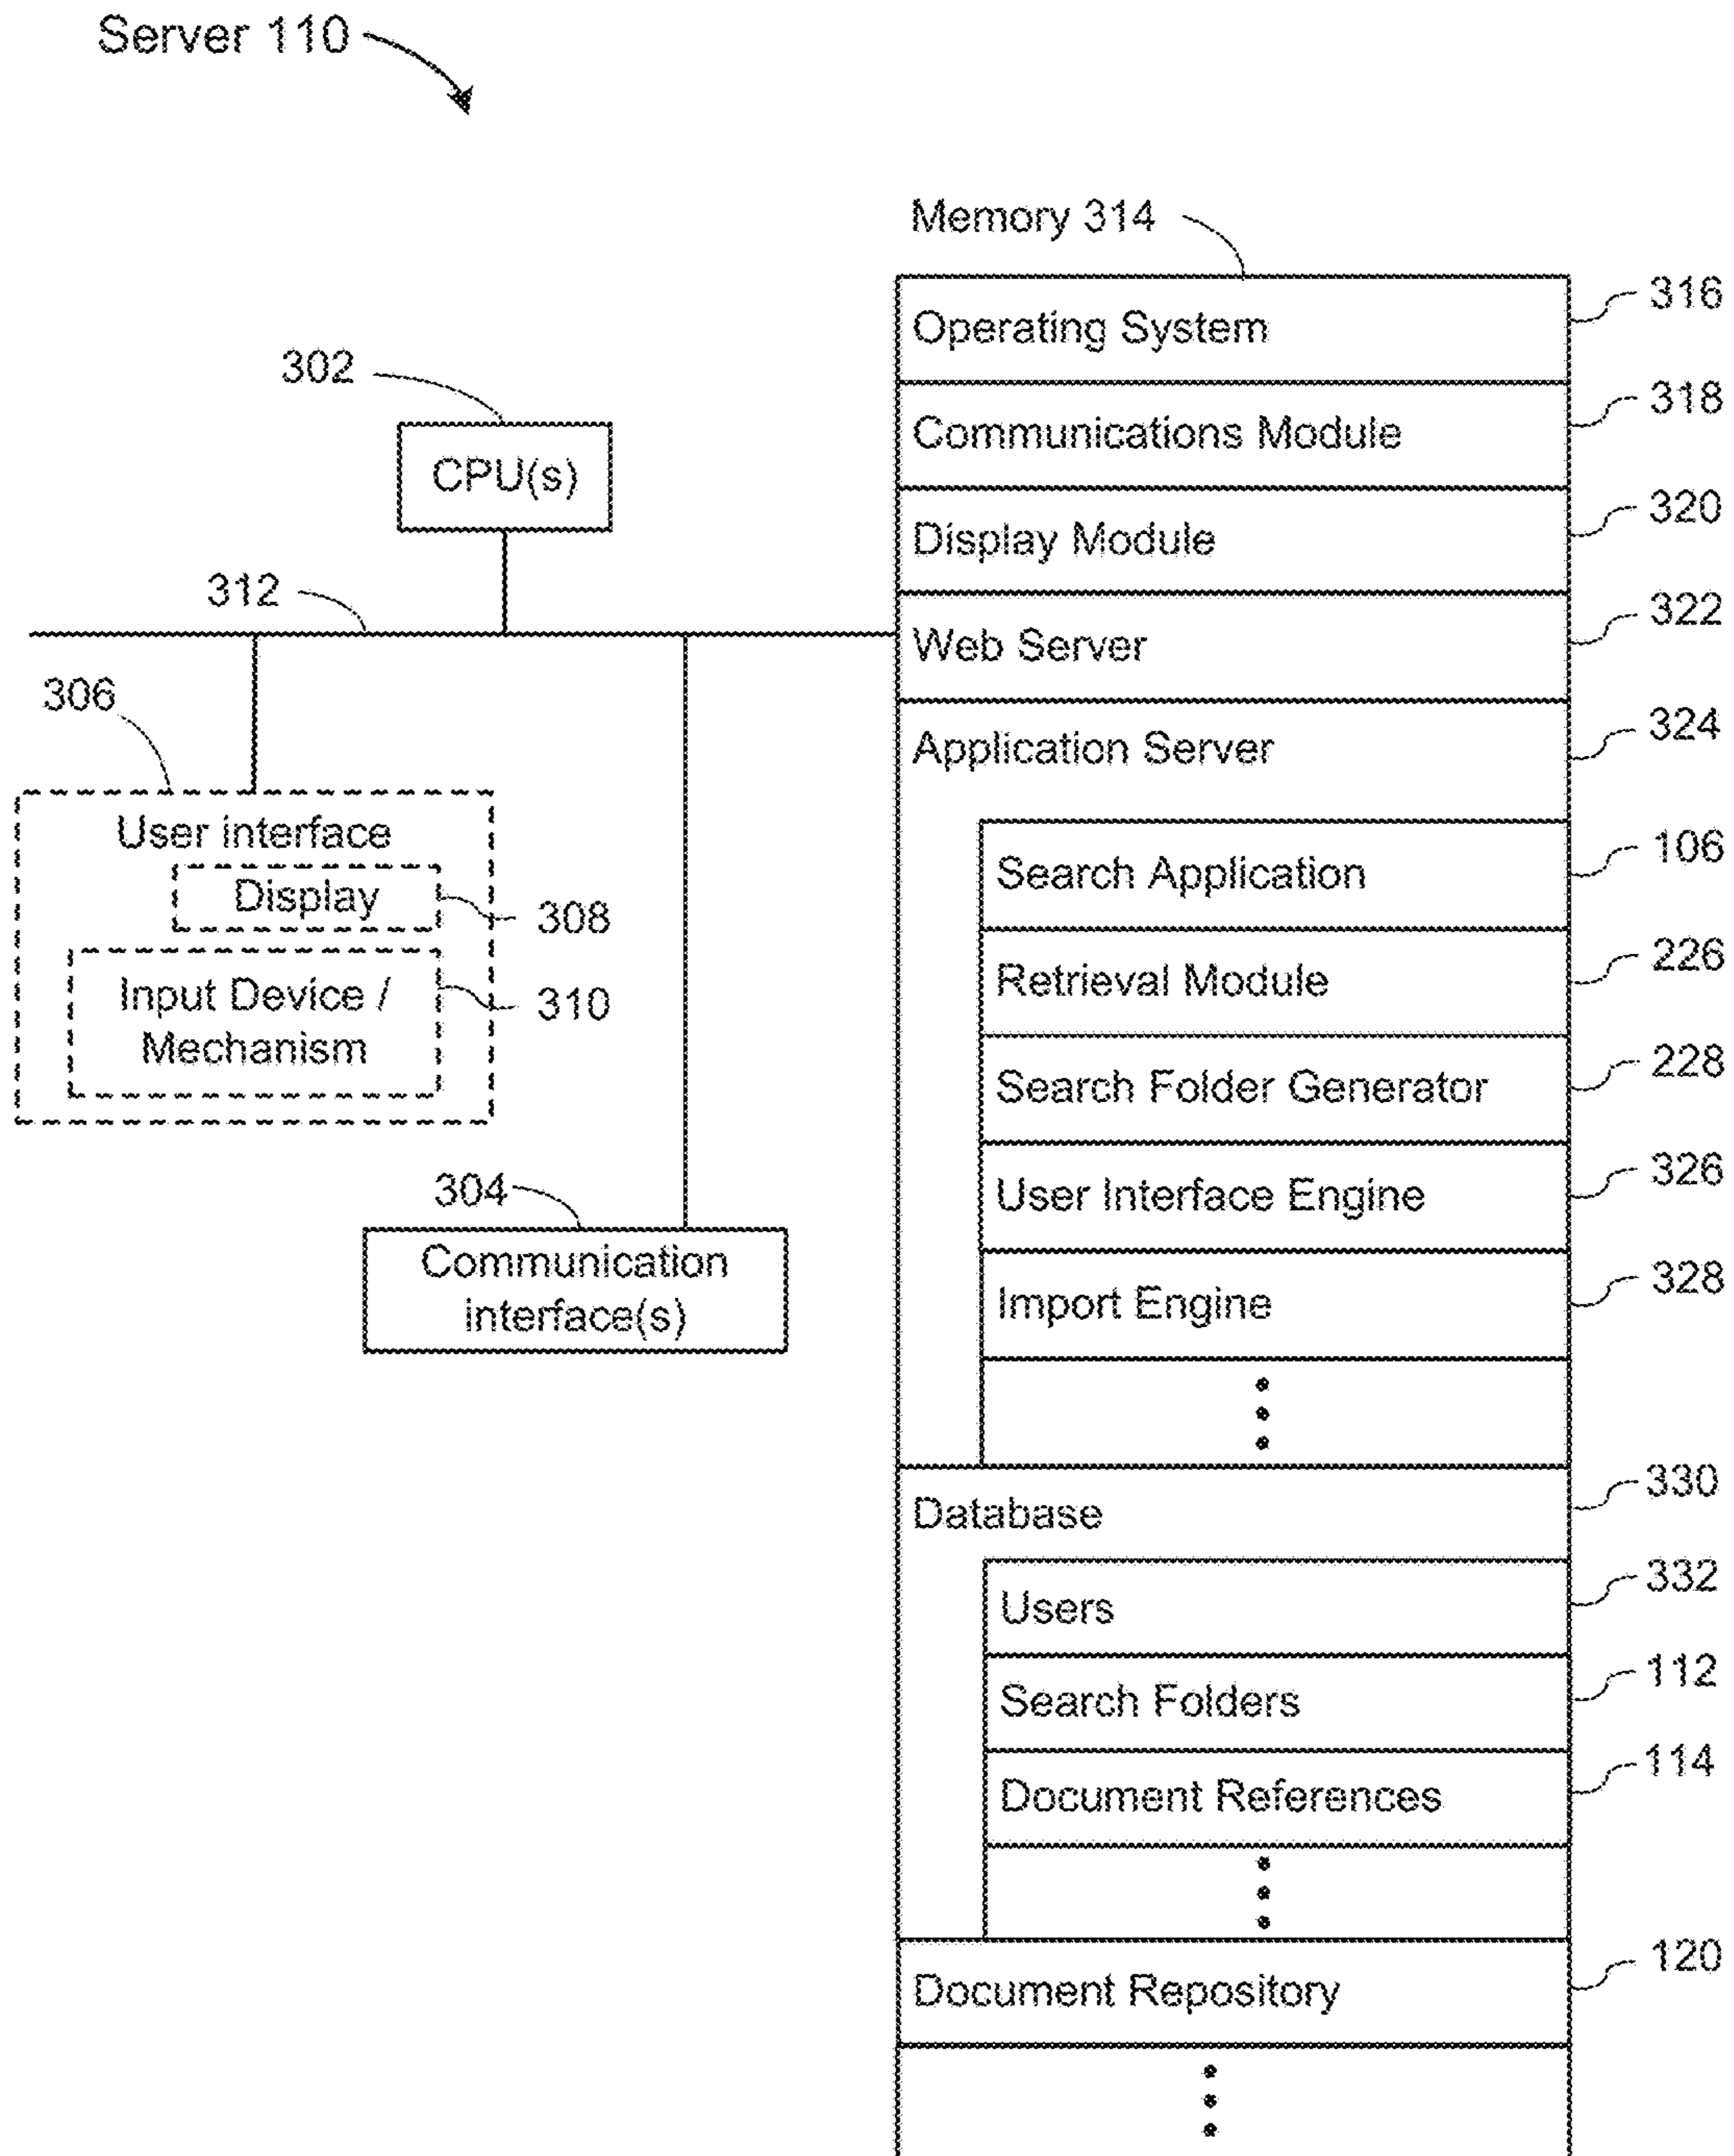 Server 110
Memory 314
Operating System
316
Communications Module
318
Display Module
320
Web Server
322
Application Server
324
Search Application
106
Retrieval Module
226
Search Folder Generator
228
User Interface Engine
326
Import Engine
328
Database
330
Users
332
Search Folders
112
Document References
114
Document Repository
120
302
CPU(s)
312
306
User interface
Display
308
Input Device /
Mechanism
310
304
Communication
interface(s)